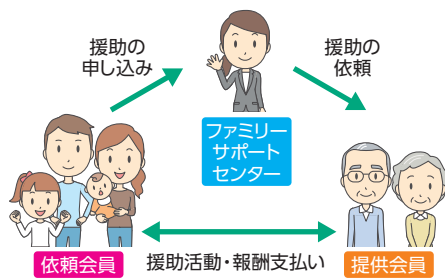 援助の
申し込み
援助の
依頼
ファミリー
サポート
センター
依頼会員
援助活動・報酬支払い
提供会員